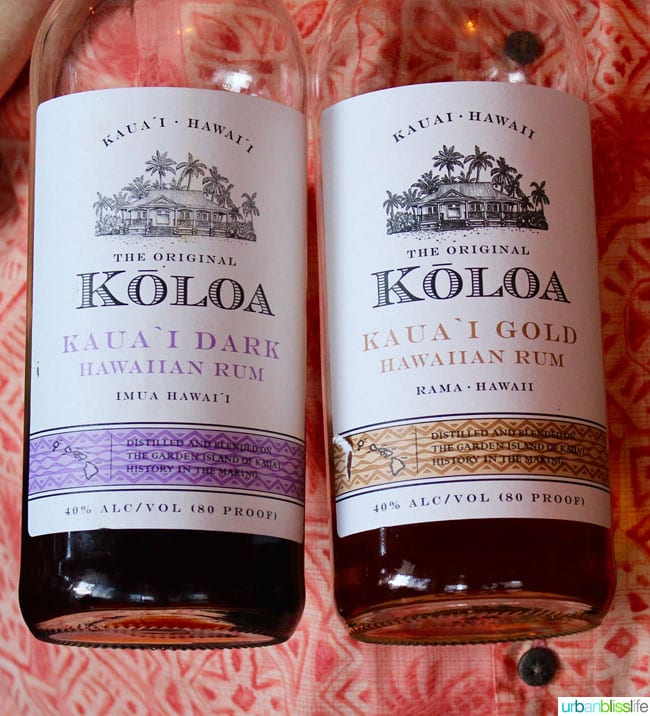 KAUA`I · HAWAI`I
THE ORIGINAL
KŌLOA
KAUA`I DARK
HAWAIIAN RUM
IMUA HAWAI`I
DISTILLED AND BLENDED ON
THE GARDEN ISLAND OF KAUA`I
HISTORY IN THE MAKING
40% ALC/VOL (80 PROOF)
KAUAI · HAWAII
THE ORIGINAL
KŌLOA
KAUA`I GOLD
HAWAIIAN RUM
RAMA · HAWAII
DISTILLED AND BLENDED ON
THE GARDEN ISLAND OF KAUA`I
HISTORY IN THE MAKING
40% ALC/VOL (80 PROOF)
urbanblisslife